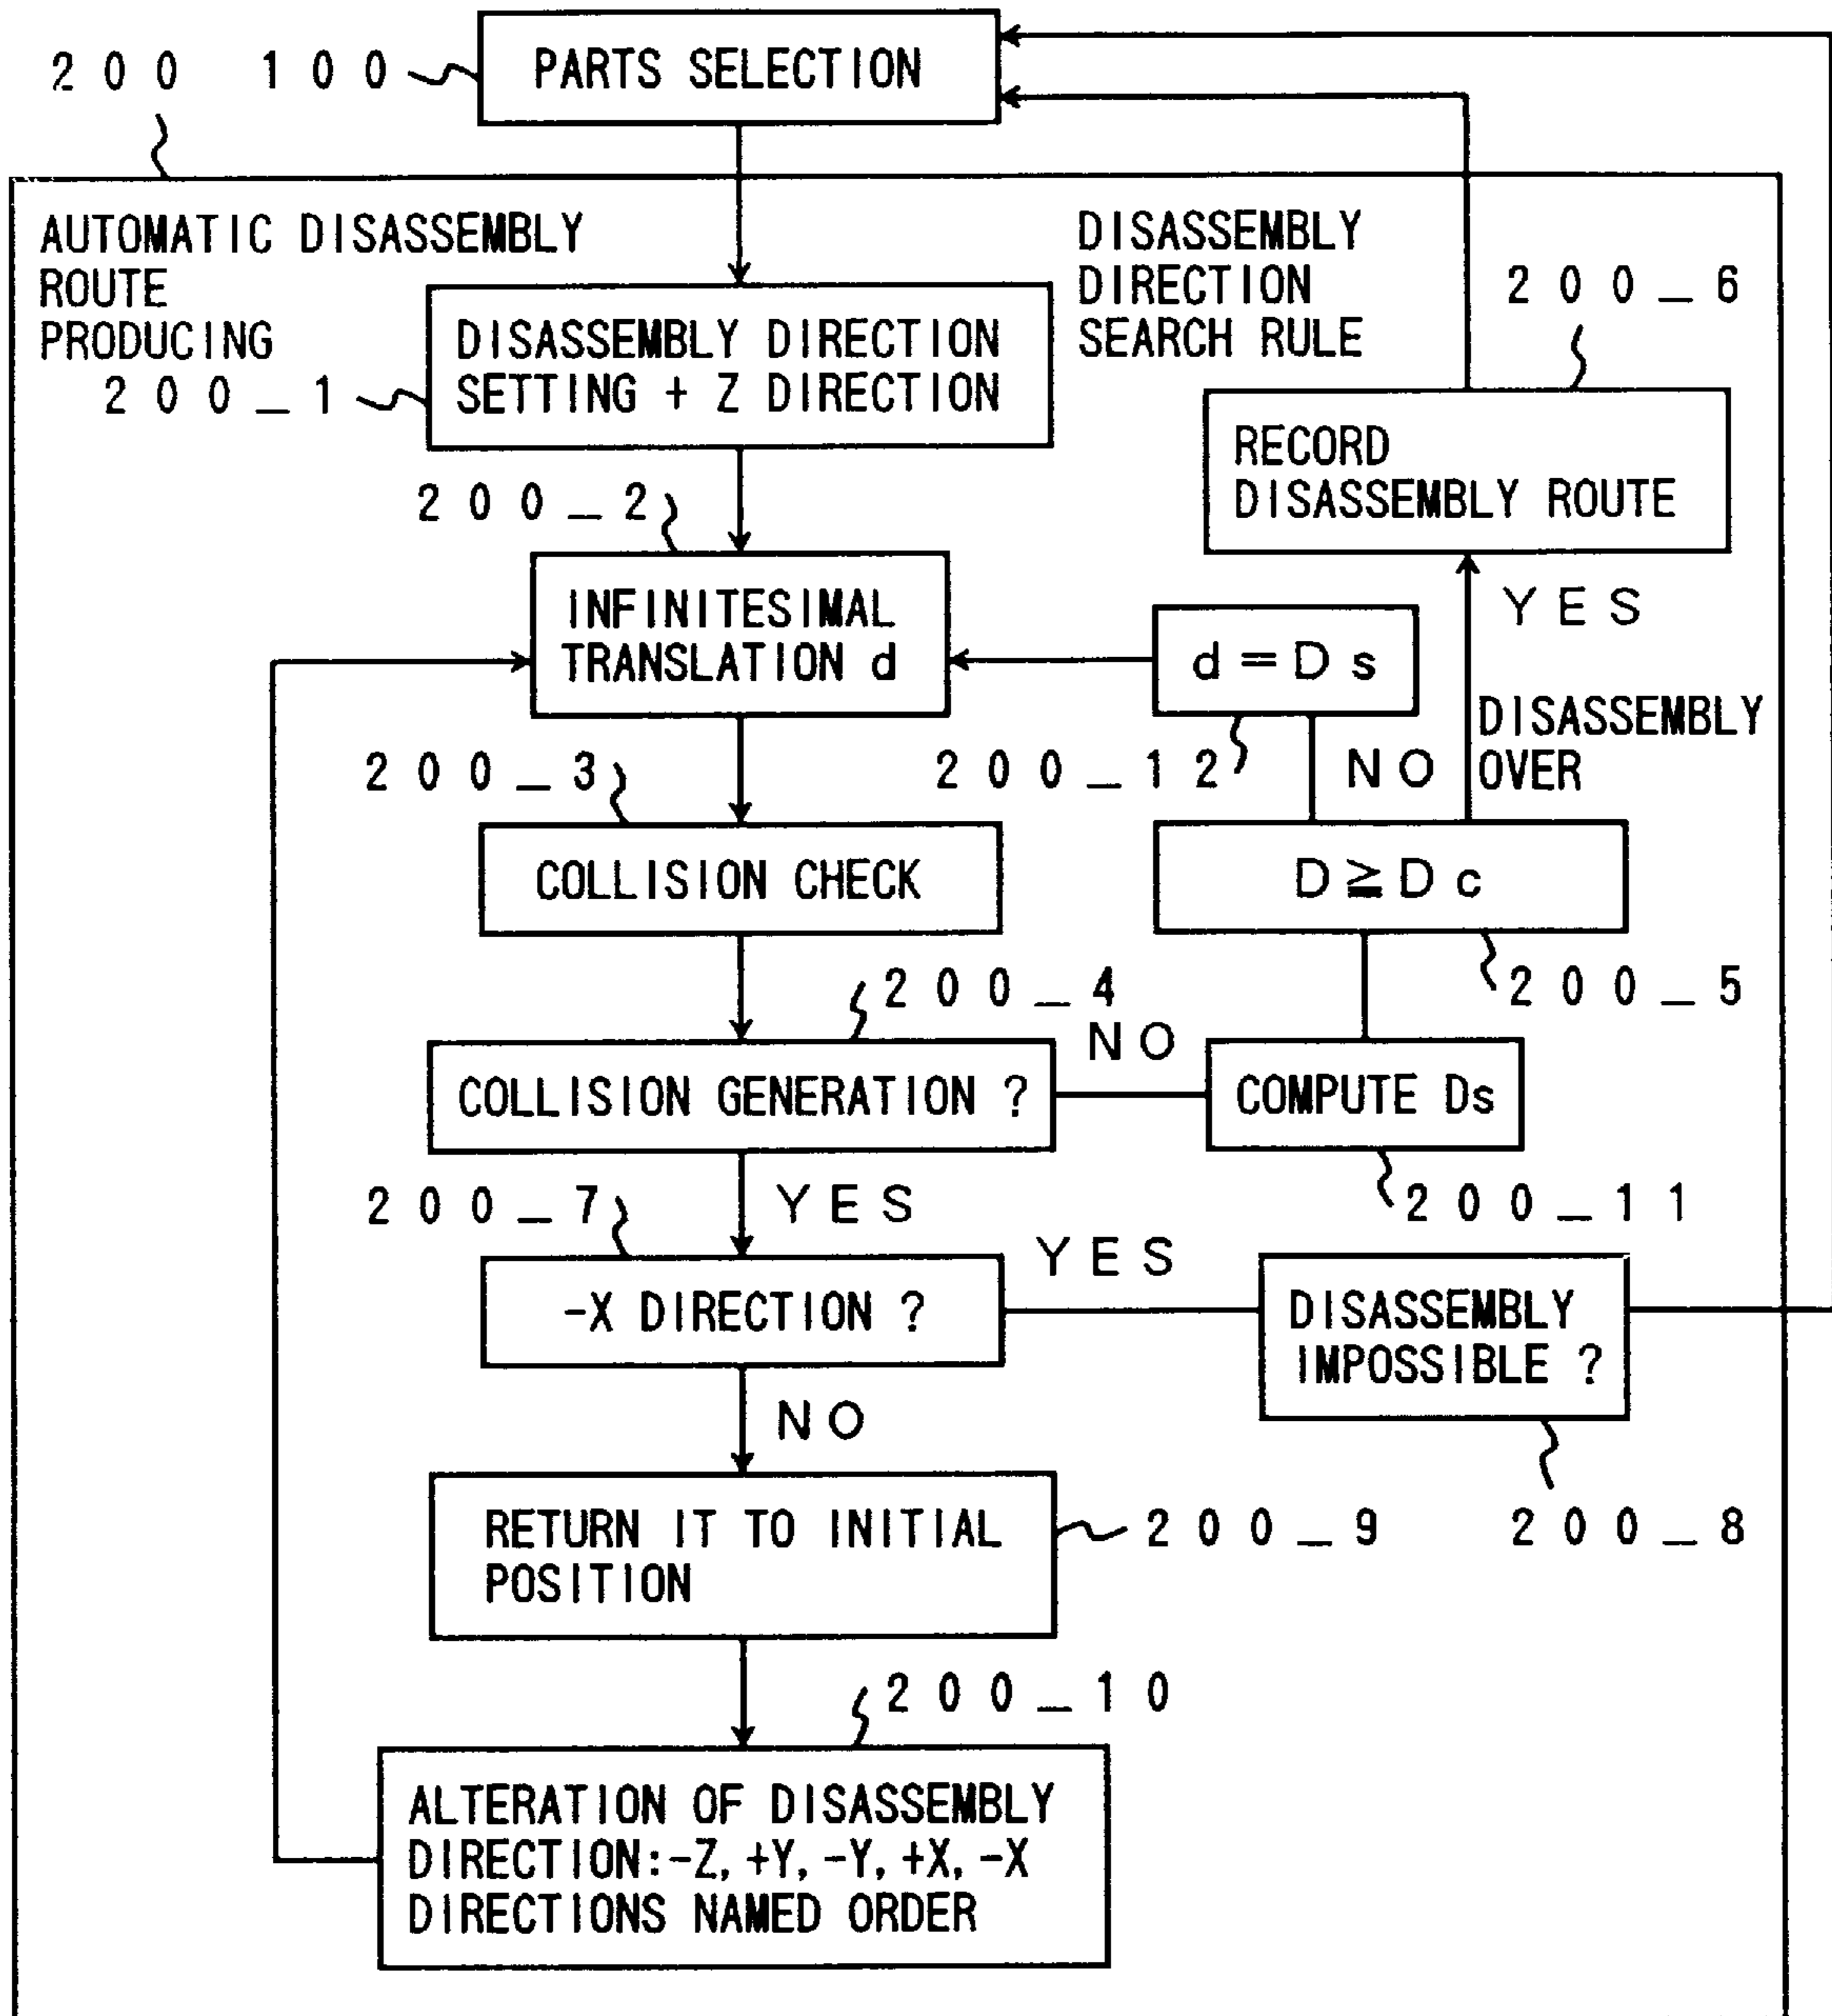 200 100 PARTS SELECTION
AUTOMATIC DISASSEMBLY
ROUTE
PRODUCING
200_1
DISASSEMBLY DIRECTION
SETTING + Z DIRECTION
DISASSEMBLY
DIRECTION
SEARCH RULE
200_6
RECORD
DISASSEMBLY ROUTE
200_2
INFINITESIMAL
TRANSLATION d
d=Ds
YES
DISASSEMBLY
OVER
200_12
NO
200_3
COLLISION CHECK
D≧Dc
200_5
200_4
COLLISION GENERATION ?
NO
COMPUTE Ds
200_11
200_7
YES
-X DIRECTION ?
YES
DISASSEMBLY
IMPOSSIBLE ?
200_8
NO
RETURN IT TO INITIAL
POSITION
200_9
200_10
ALTERATION OF DISASSEMBLY
DIRECTION:-Z, +Y, -Y, +X, -X
DIRECTIONS NAMED ORDER